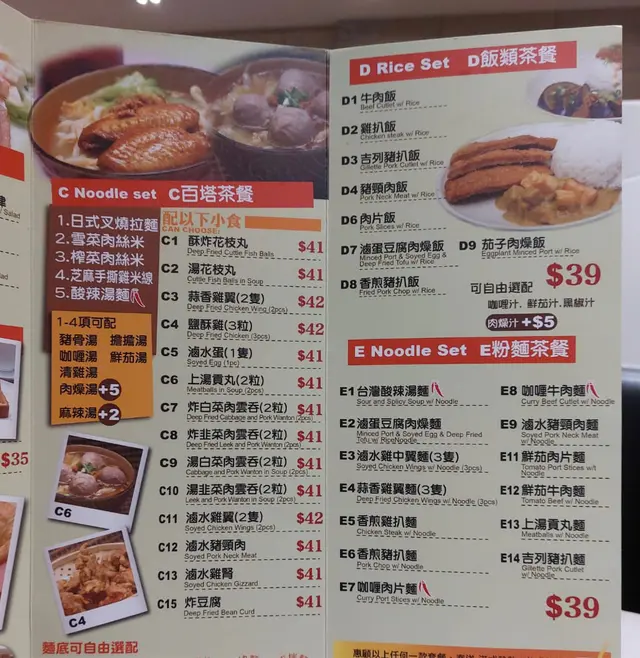 Salad
$35
C Noodle set C百塔茶餐
1.日式叉燒拉麵
2.雪菜肉絲米
3.榨菜肉絲米
4.芝麻手撕雞米線
5.酸辣湯麵
1-4項可配
豬骨湯 擔擔湯
咖喱湯 鮮茄湯
清雞湯
肉燥湯+5
麻辣湯+2
C6
C4
麵底可自由選配
配以下小食
CAN CHOOSE/
C1 酥炸花枝丸 $41
Deep Fried Cuttle Fish Balls
C2 湯花枝丸 $41
Cuttle Fish Balls in Soup
C3 蒜香雞翼(2隻) $42
Deep Fried Chicken Wing (2pcs)
C4 鹽酥雞(3粒) $42
Deep Fried Chicken (3pcs)
C5 滷水蛋(1隻) $41
Soyed Egg (1pc)
C6 上湯貢丸(2粒) $41
Meatballs in Soup (2pcs)
C7 炸白菜肉雲吞(2粒) $41
Deep Fried Cabbage and Pork Wanton (2pcs)
C8 炸韭菜肉雲吞(2粒) $41
Deep Fried Leek and Pork Wanton (2pcs)
C9 湯白菜肉雲吞(2粒) $41
Cabbage and Pork Wanton in Soup (2pcs)
C10 湯韭菜肉雲吞(2粒) $41
Leek and Pork Wanton in Soup (2pcs)
C11 滷水雞翼(2隻) $42
Soyed Chicken Wings (2pcs)
C12 滷水豬頸肉 $41
Soyed Pork Neck Meat
C13 滷水雞腎 $41
Soyed Chicken Gizzard
C15 炸豆腐 $41
Deep Fried Bean Curd
D Rice Set D飯類茶餐
D1 牛肉飯
Beef Cutlet w/ Rice
D2 雞扒飯
Chicken steak w/ Rice
D3 吉列豬扒飯
Gillette Pork Cutlet w/ Rice
D4 豬頸肉飯
Pork Neck Meat w/ Rice
D6 肉片飯
Pork Slices w/ Rice
D7 滷蛋豆腐肉燥飯
Minced Port & Soyed Egg &
Deep Fried Tofu w/ Rice
D8 香煎豬扒飯
Fried Pork Chop w/ Rice
D9 茄子肉燥飯
Eggplant Minced Port w/ Rice
$39
可自由選配
咖喱汁. 鮮茄汁.黑椒汁
肉燥汁 +$5
E Noodle Set E粉麵茶餐
E1 台灣酸辣湯麵
Sour and Spicy Soup w/ Noodle
E2 滷蛋豆腐肉燥麵
Minced Port & Soyed Egg & Deep Fried
Tofu w/ RiceNoodle
E3 滷水雞中翼麵(3隻)
Soyed Chicken Wings w/ Noodle (3pcs)
E4 蒜香雞翼麵(3隻)
Deep Fried Chicken Wings w/ Noodle (3pcs)
E5 香煎雞扒麵
Chicken Steak w/ Noodle
E6 香煎豬扒麵
Pork Chop w/ Noodle
E7 咖喱肉片麵
Curry Port Slices w/ Noodle
E8 咖喱牛肉麵
Curry Beef Cutlet w/ Noodle
E9 滷水豬頸肉麵
Soyed Pork Neck Meat
w/ Noodle
E11 鮮茄肉片麵
Tomato Port Slices w/t
Noodle
E12 鮮茄牛肉麵
Tomato Beef w/ Noodle
E13 上湯貢丸麵
Meatballs w/ Noodle
E14 吉列豬扒麵
Gillette Pork Cutlet
w/ Noodle
$39